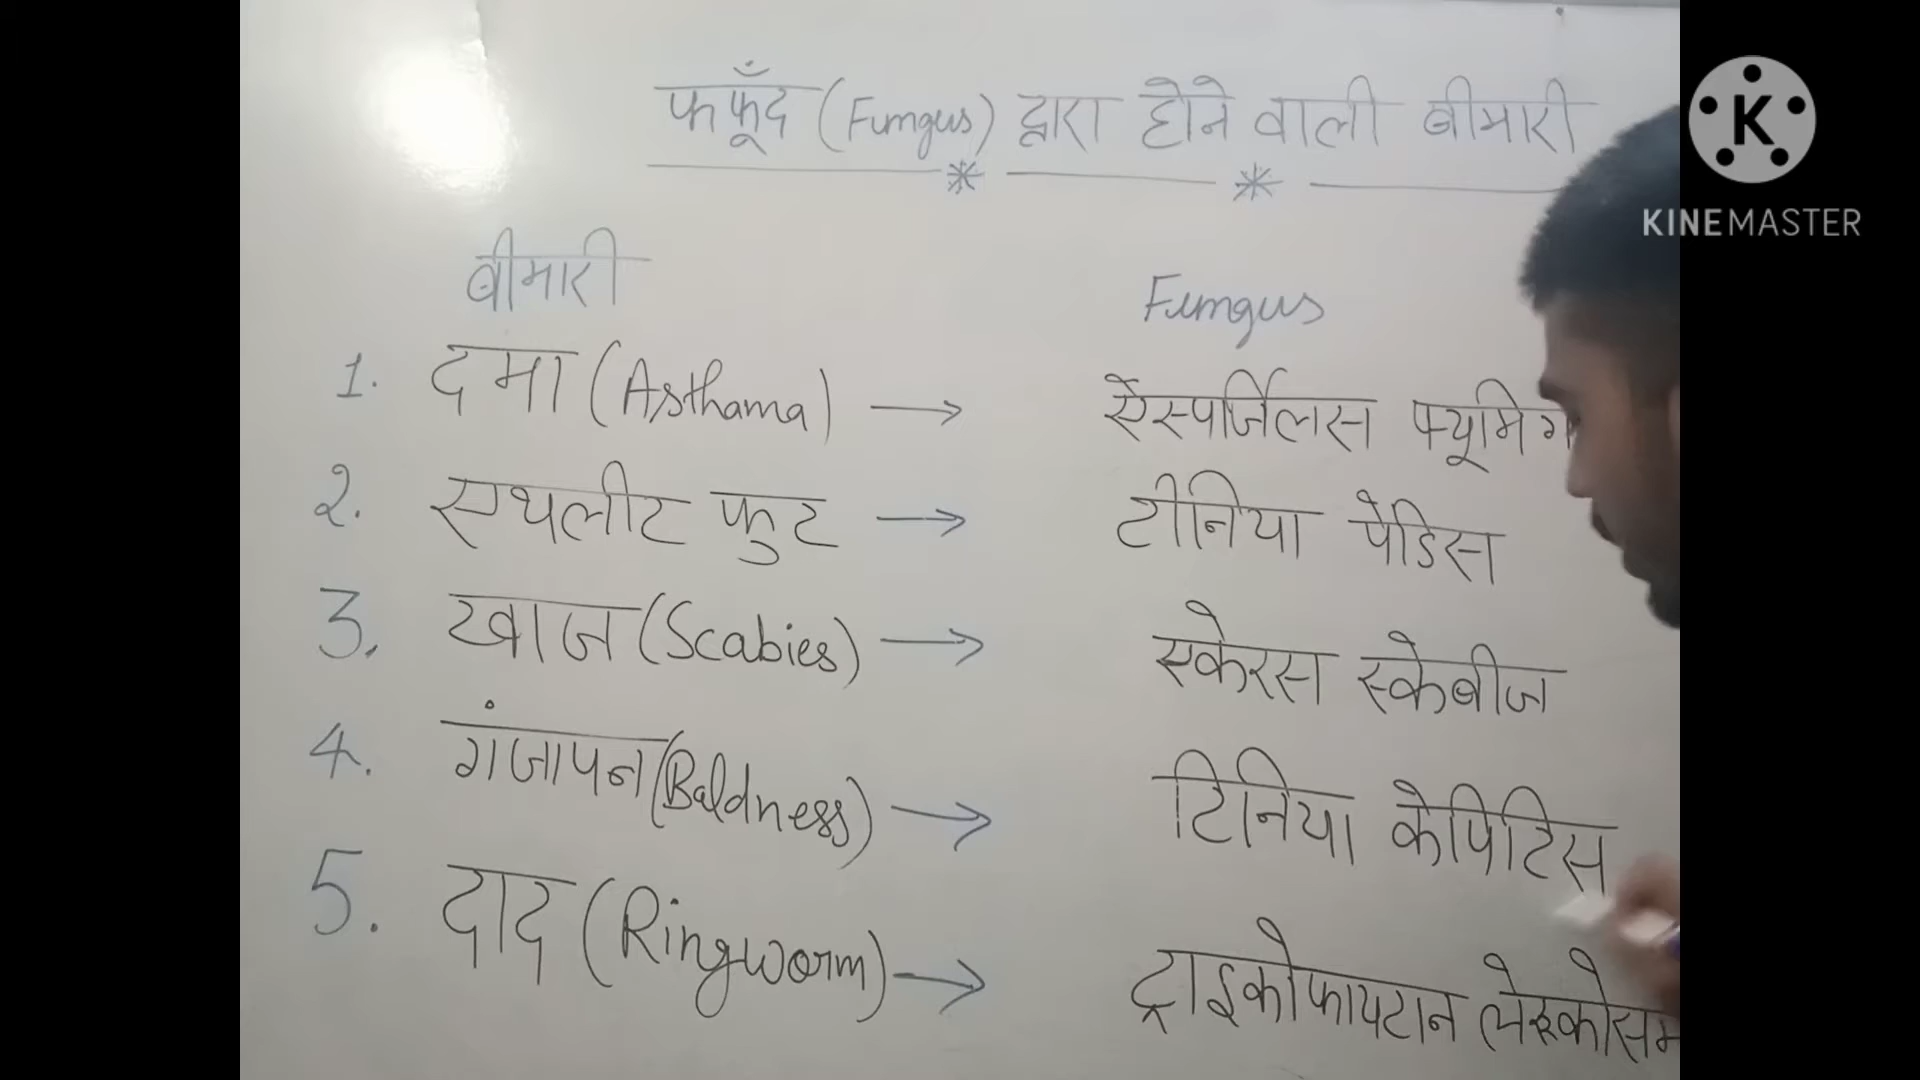 फफूँद (Fungus) द्वारा होने वाली बीमारी
बीमारी Fungus
1. दमा (Asthama) → ऐस्पर्जिलस
2. एथलीट फुट → टीनिया पेडिस
3. खाज (Scabies) → एकेरस स्केबीज
4. गंजापन (Baldness) → टिनिया केपिटिस
5. दाद (Ringworm) → ट्राइकोफायटान
K
KINEMASTER